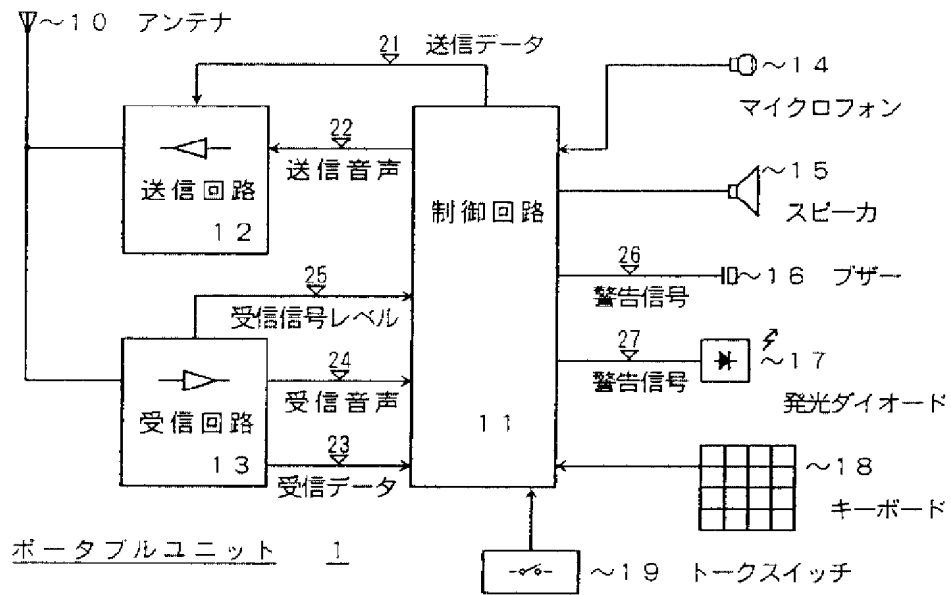 ～１０ アンテナ
21 送信データ
～１４
マイクロフォン
22
送信音声
送信回路
１２
制御回路
１１
～１５
スピーカ
26
警告信号
～１６ ブザー
25
受信信号レベル
27
警告信号
～１７
発光ダイオード
24
受信音声
受信回路
１３
23
受信データ
～１８
キーボード
ポータブルユニット １
～１９ トークスイッチ